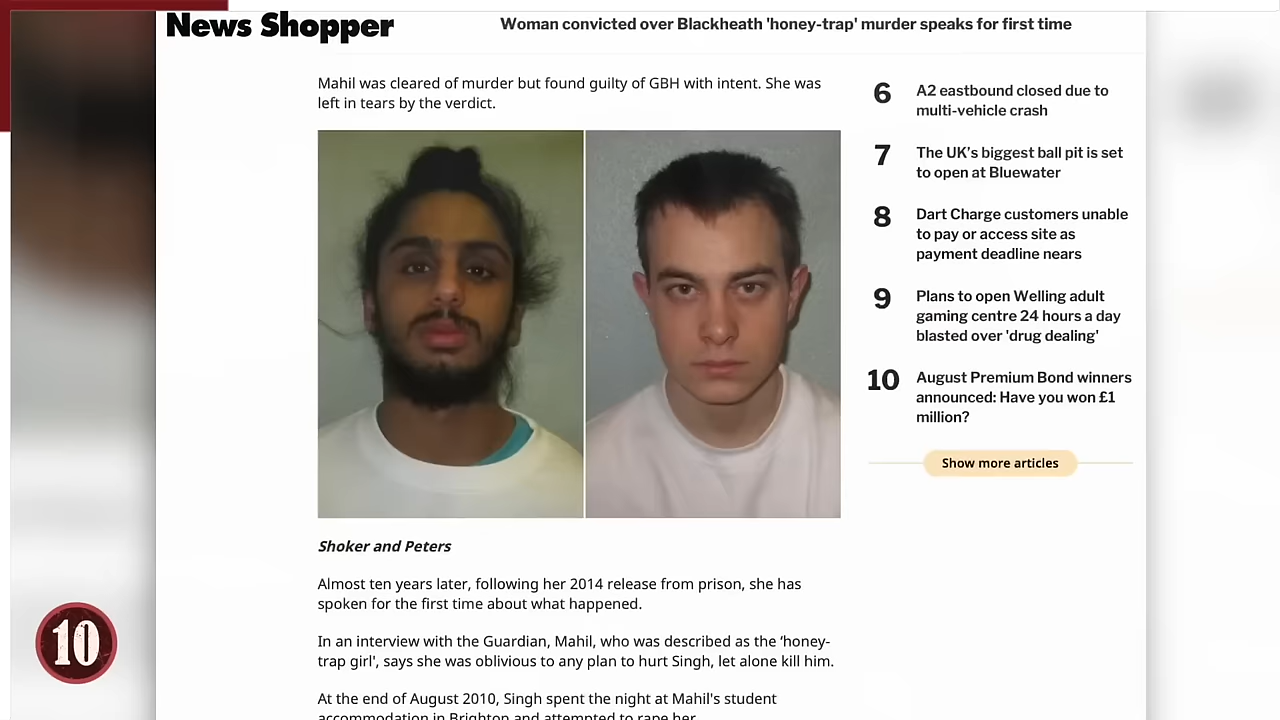 News Shopper
Woman convicted over Blackheath 'honey-trap' murder speaks for first time
Mahil was cleared of murder but found guilty of GBH with intent. She was
left in tears by the verdict.
Shoker and Peters
Almost ten years later, following her 2014 release from prison, she has
spoken for the first time about what happened.
In an interview with the Guardian, Mahil, who was described as the ‘honey-
trap girl', says she was oblivious to any plan to hurt Singh, let alone kill him.
At the end of August 2010, Singh spent the night at Mahil's student
accommodation in Brighton and attempted to rape her.
6 A2 eastbound closed due to
multi-vehicle crash
7 The UK’s biggest ball pit is set
to open at Bluewater
8 Dart Charge customers unable
to pay or access site as
payment deadline nears
9 Plans to open Welling adult
gaming centre 24 hours a day
blasted over 'drug dealing'
10 August Premium Bond winners
announced: Have you won £1
million?
Show more articles
10